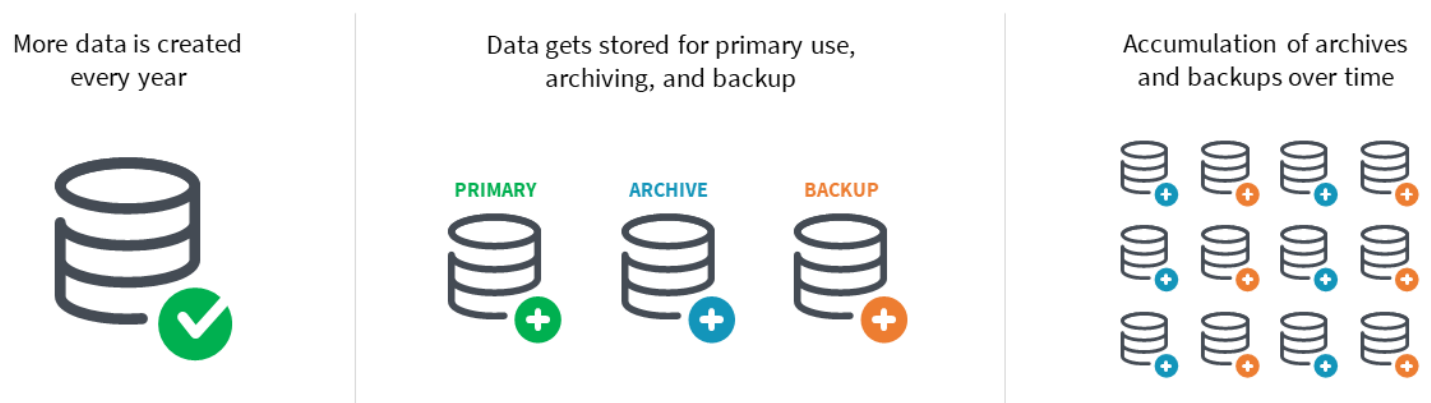 More data is created
every year
Data gets stored for primary use,
archiving, and backup
PRIMARY
ARCHIVE
BACKUP
Accumulation of archives
and backups over time